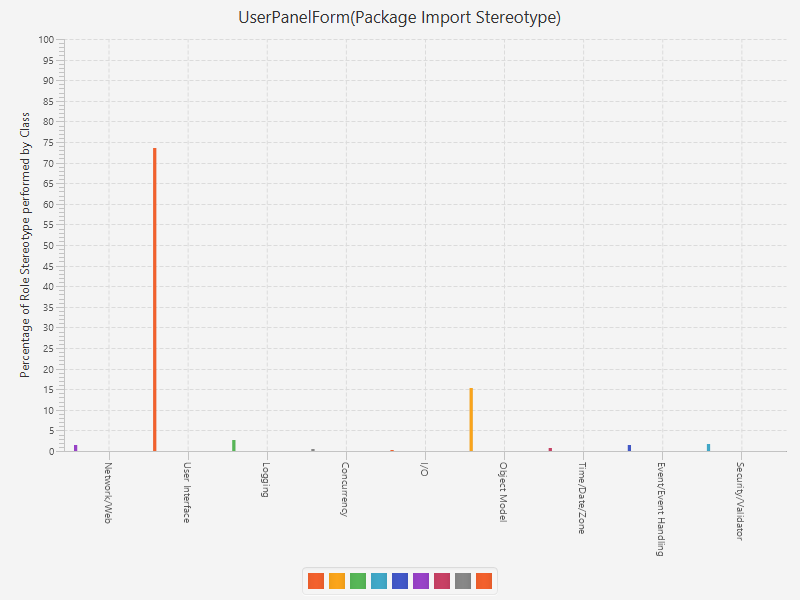 UserPanelForm(Package Import Stereotype)
Percentage of Role Stereotype performed by Class
100
95
90
85
80
75
70
65
60
55
50
45
40
35
30
25
20
15
10
5
0
Network/Web
User Interface
Logging
Concurrency
I/O
Object Model
Time/Date/Zone
Event/Event Handling
Security/Validator